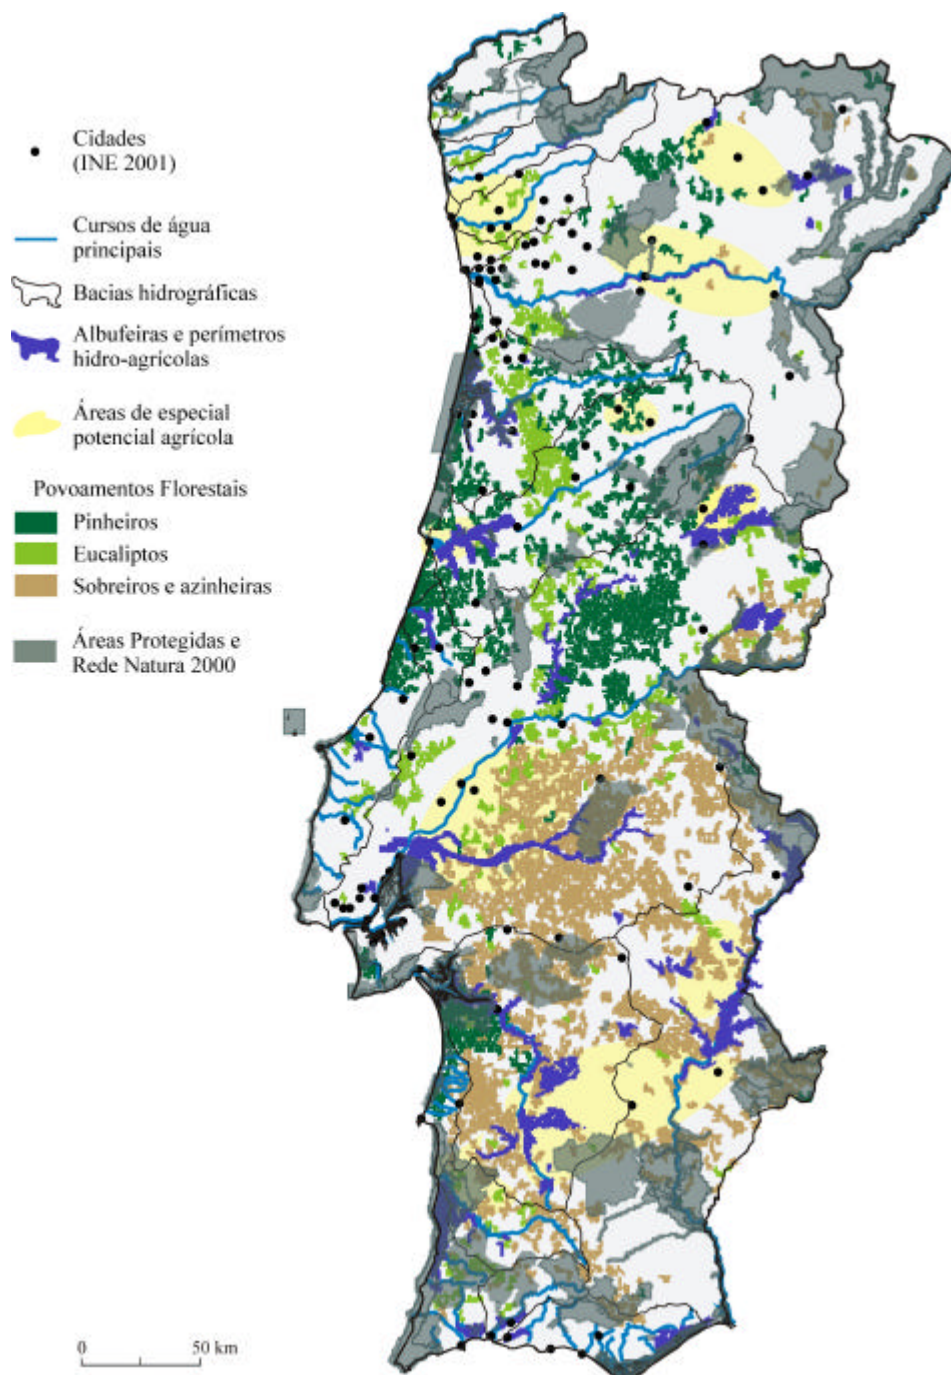 Cidades
(INE 2001)
Cursos de água
principais
Bacias hidrográficas
Albufeiras e perímetros
hidro-agrícolas
Áreas de especial
potencial agrícola
Povoamentos Florestais
Pinheiros
Eucaliptos
Sobreiros e azinheiras
Áreas Protegidas e
Rede Natura 2000
0 50 km